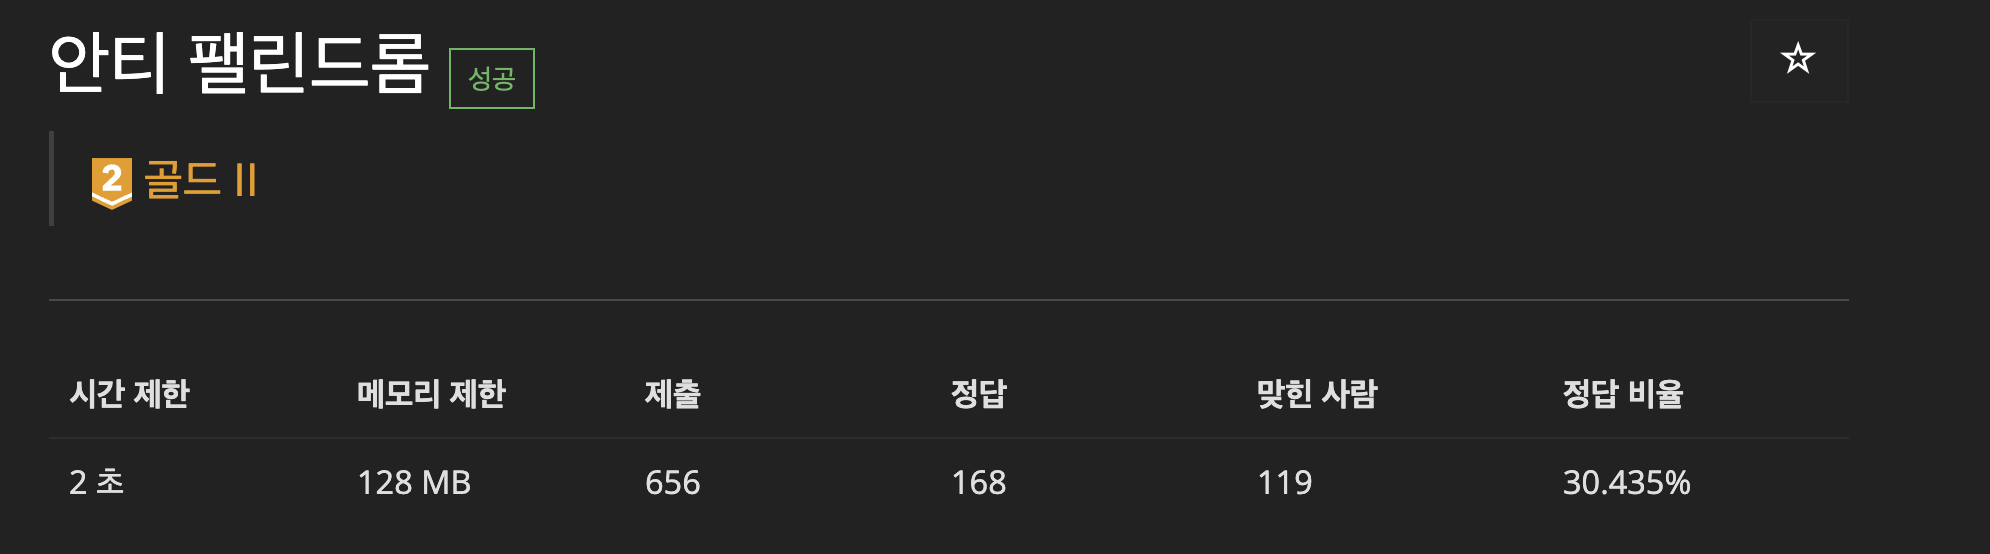 안티 팰린드롬 성공
2 골드 II
시간 제한 메모리 제한 제출 정답 맞힌 사람 정답 비율
2 초 128 MB 656 168 119 30.435%